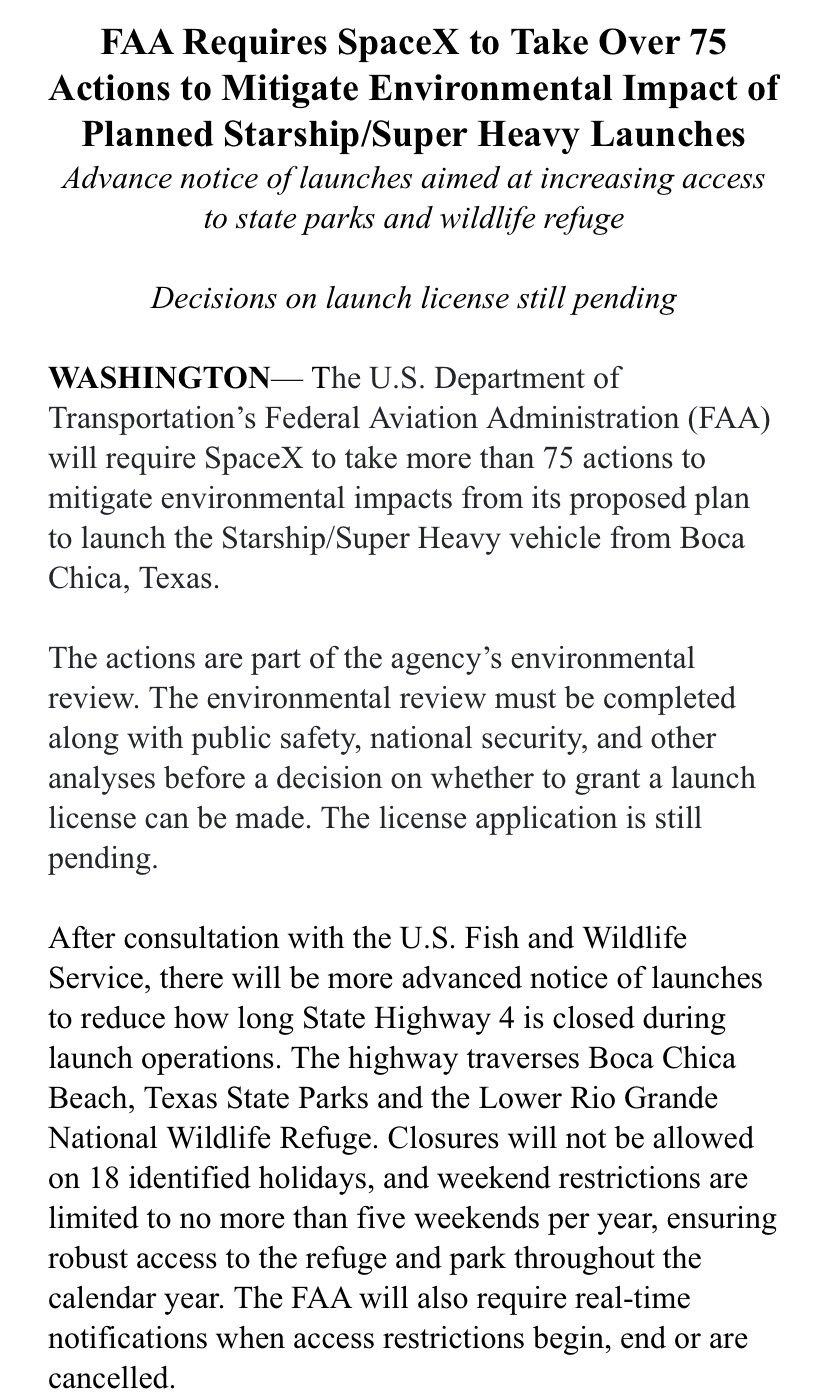 FAA Requires SpaceX to Take Over 75
Actions to Mitigate Environmental Impact of
Planned Starship/Super Heavy Launches
Advance notice of launches aimed at increasing access
to state parks and wildlife refuge
Decisions on launch license still pending
WASHINGTON— The U.S. Department of
Transportation’s Federal Aviation Administration (FAA)
will require SpaceX to take more than 75 actions to
mitigate environmental impacts from its proposed plan
to launch the Starship/Super Heavy vehicle from Boca
Chica, Texas.
The actions are part of the agency’s environmental
review. The environmental review must be completed
along with public safety, national security, and other
analyses before a decision on whether to grant a launch
license can be made. The license application is still
pending.
After consultation with the U.S. Fish and Wildlife
Service, there will be more advanced notice of launches
to reduce how long State Highway 4 is closed during
launch operations. The highway traverses Boca Chica
Beach, Texas State Parks and the Lower Rio Grande
National Wildlife Refuge. Closures will not be allowed
on 18 identified holidays, and weekend restrictions are
limited to no more than five weekends per year, ensuring
robust access to the refuge and park throughout the
calendar year. The FAA will also require real-time
notifications when access restrictions begin, end or are
cancelled.